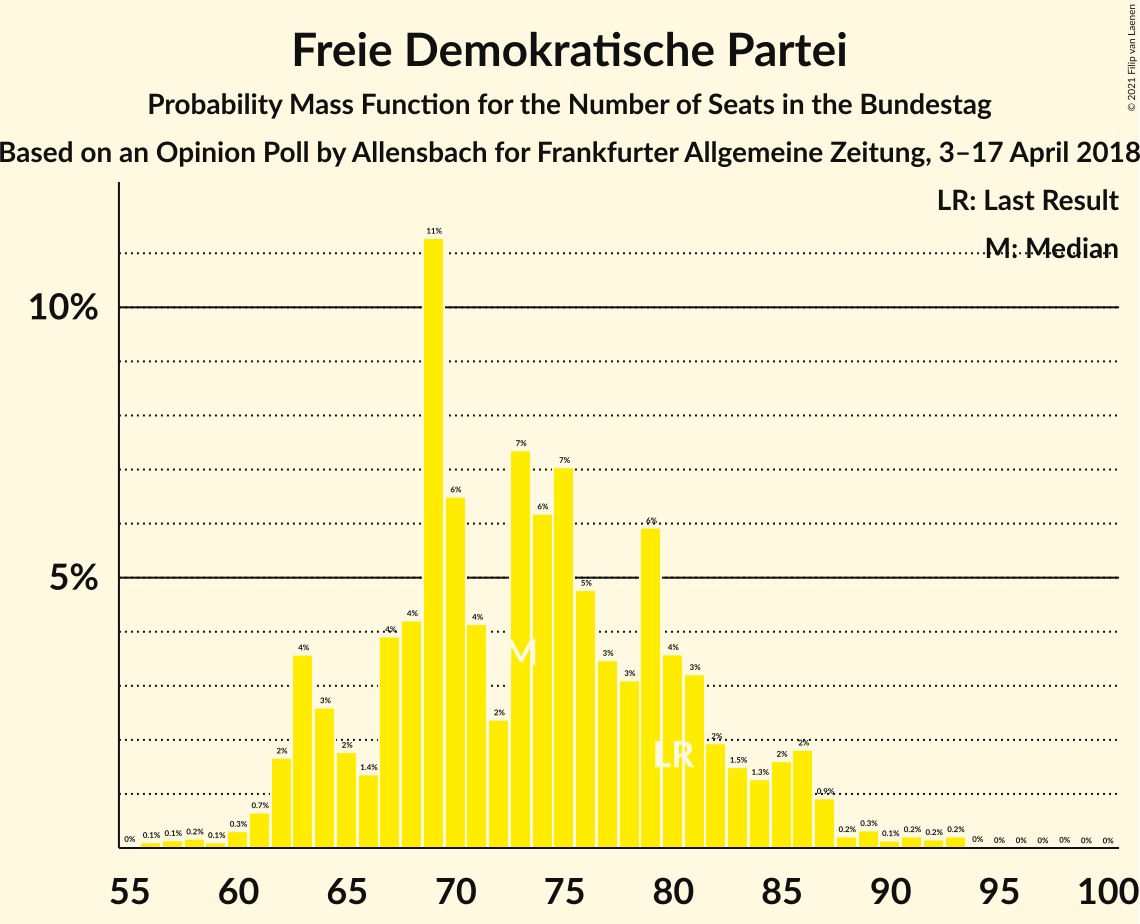 Freie Demokratische Partei
Probability Mass Function for the Number of Seats in the Bundestag
Based on an Opinion Poll by Allensbach for Frankfurter Allgemeine Zeitung, 3–17 April 2018
© 2021 Filip van Laenen
LR: Last Result
M: Median
10%
5%
0% 0.1% 0.1% 0.2% 0.1% 0.3% 0.7% 2% 4% 3% 2% 1.4% 4% 4% 11% 6% 4% 2% 7% 6% 7% 5% 3% 3% 6% 4% 3% 2% 1.5% 1.3% 2% 2% 0.9% 0.2% 0.3% 0.1% 0.2% 0.2% 0.2% 0% 0% 0% 0% 0% 0% 0%
M
LR
55 60 65 70 75 80 85 90 95 100